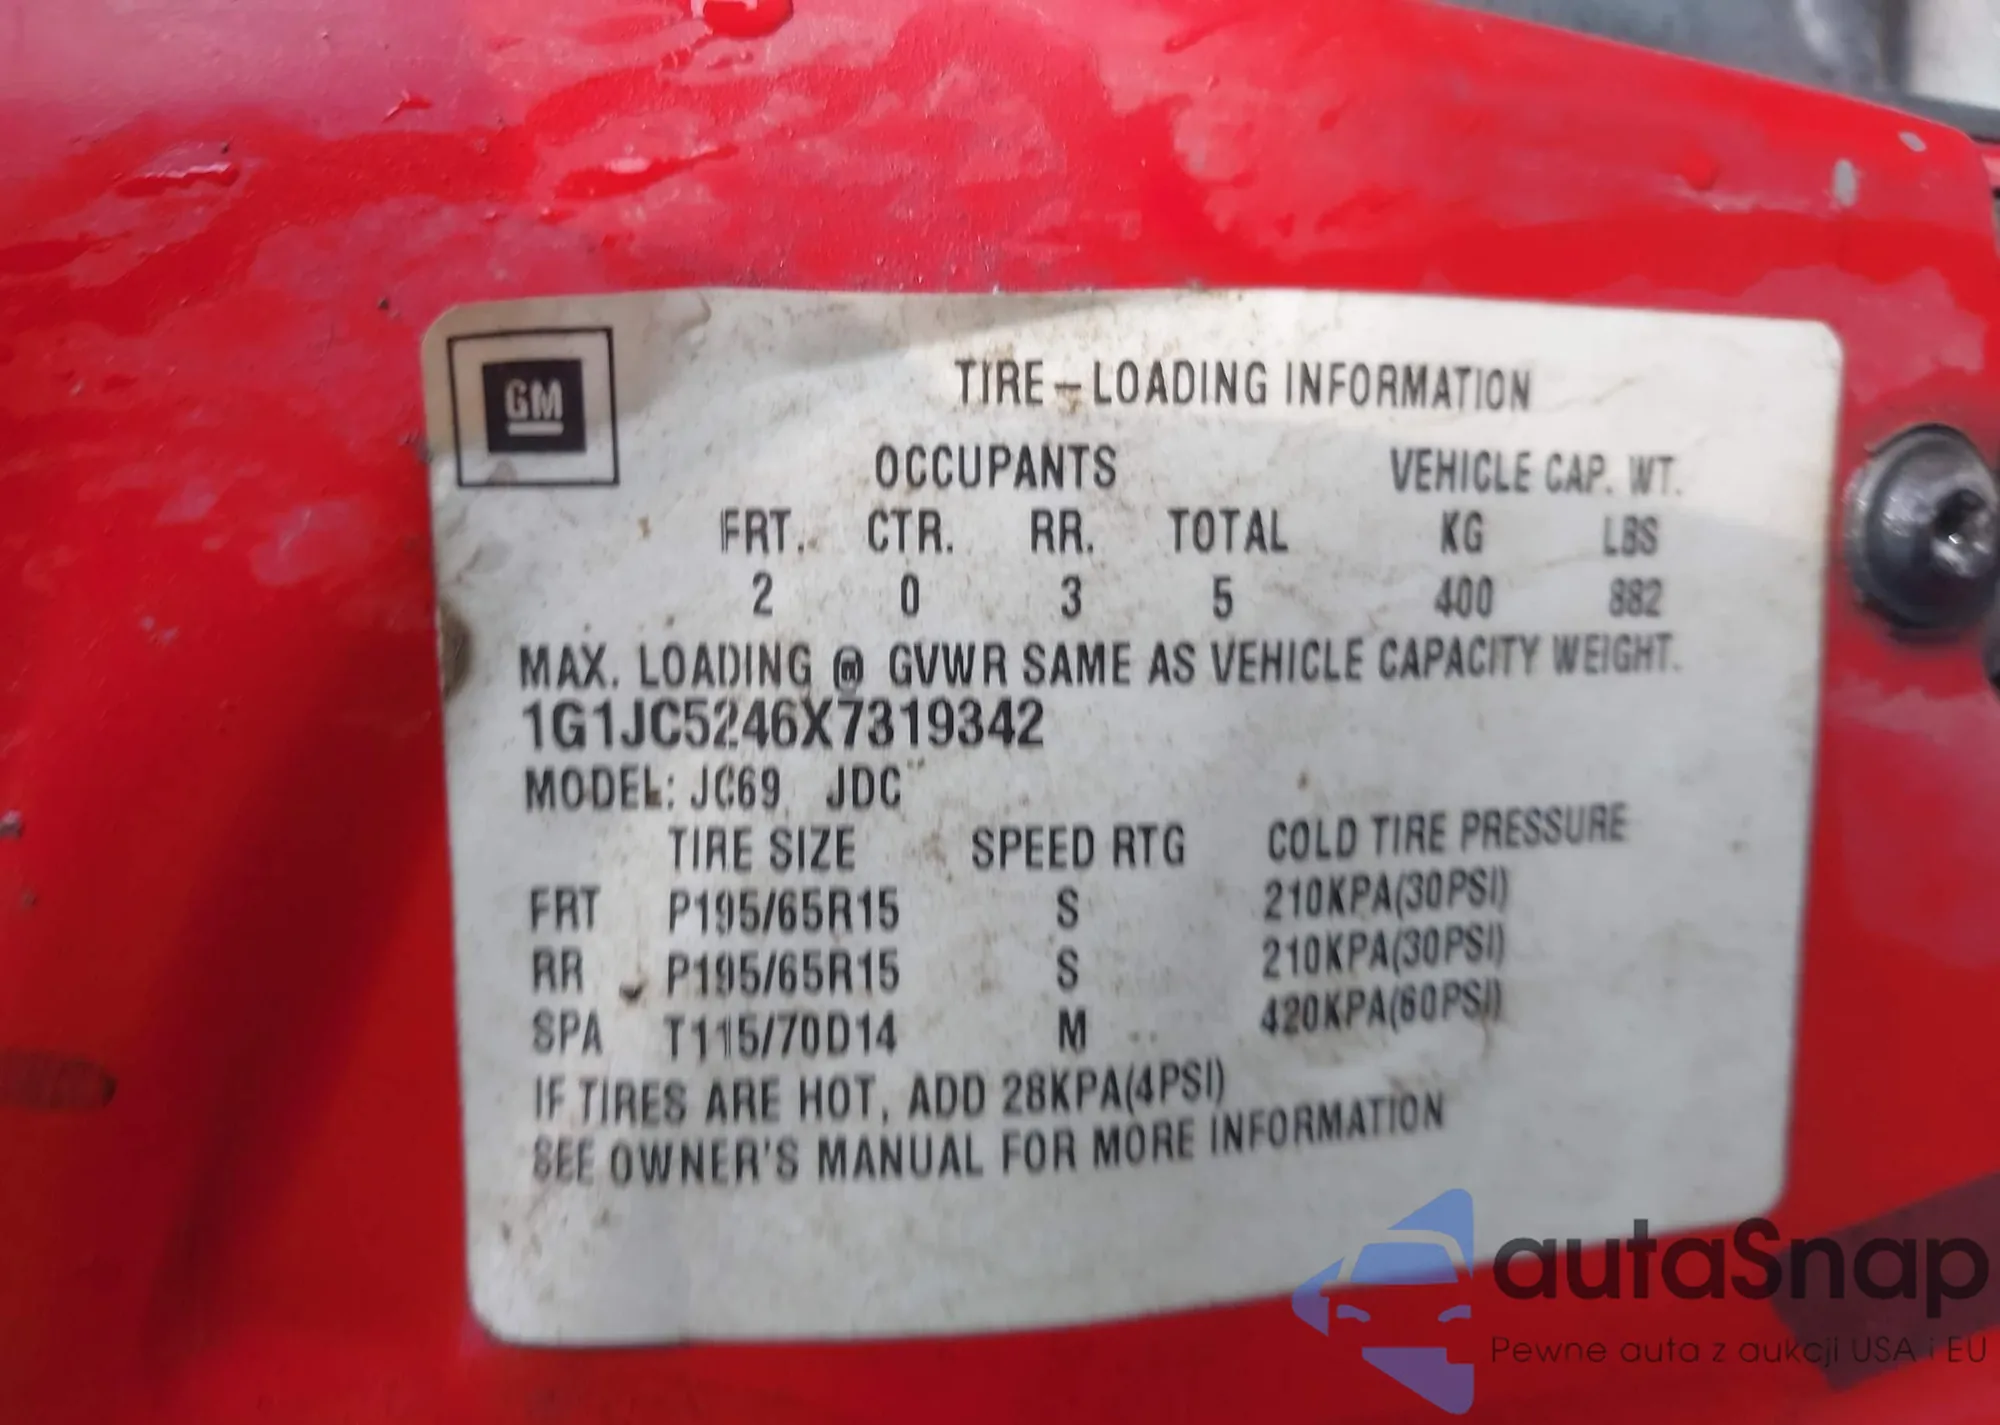 GM
TIRE-LOADING INFORMATION
OCCUPANTS VEHICLE CAP. WT.
FRT. CTR. RR. TOTAL KG LBS
2 0 3 5 400 882
MAX. LOADING @ GVWR SAME AS VEHICLE CAPACITY WEIGHT.
1G1JC5246X7319342
MODEL: JC69 JDC
TIRE SIZE SPEED RTG COLD TIRE PRESSURE
FRT P195/65R15 S 210KPA(30PSI)
RR P195/65R15 S 210KPA(30PSI)
SPA T115/70D14 M 420KPA(60PSI)
IF TIRES ARE HOT, ADD 28KPA(4PSI)
SEE OWNER'S MANUAL FOR MORE INFORMATION
autaSnap
Pewne auta z aukcji USA i EU